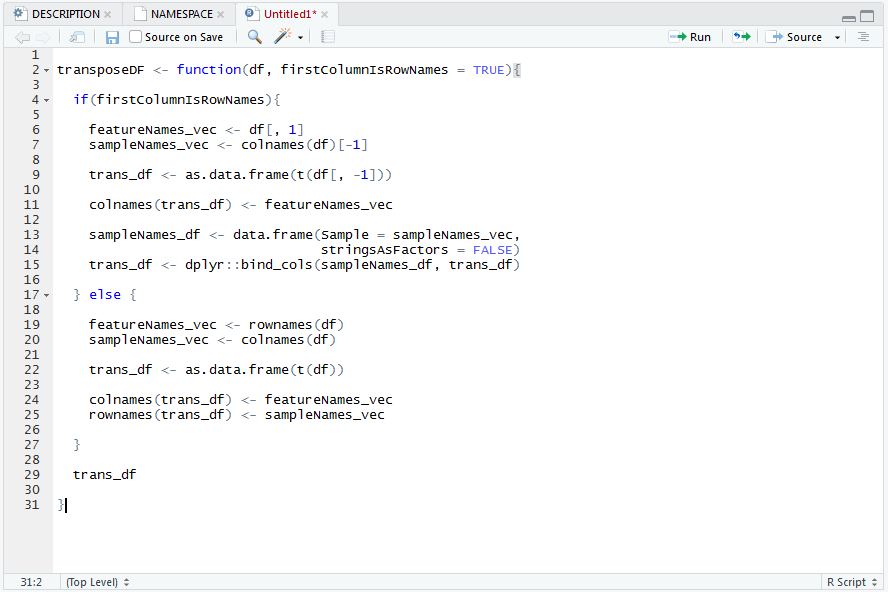 DESCRIPTION × NAMESPACE × Untitled1* ×
Source on Save Run Source
1
2 transposeDF <- function(df, firstColumnIsRowNames = TRUE){
3
4   if(firstColumnIsRowNames){
5
6     featureNames_vec <- df[, 1]
7     sampleNames_vec <- colnames(df)[-1]
8
9     trans_df <- as.data.frame(t(df[, -1]))
10
11     colnames(trans_df) <- featureNames_vec
12
13     sampleNames_df <- data.frame(Sample = sampleNames_vec,
14                                  stringsAsFactors = FALSE)
15     trans_df <- dplyr::bind_cols(sampleNames_df, trans_df)
16
17   } else {
18
19     featureNames_vec <- rownames(df)
20     sampleNames_vec <- colnames(df)
21
22     trans_df <- as.data.frame(t(df))
23
24     colnames(trans_df) <- featureNames_vec
25     rownames(trans_df) <- sampleNames_vec
26
27   }
28
29   trans_df
30
31 }
31:2 (Top Level) R Script